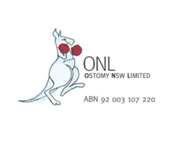 ONL
OSTOMY NSW LIMITED
ABN 92 003 107 220